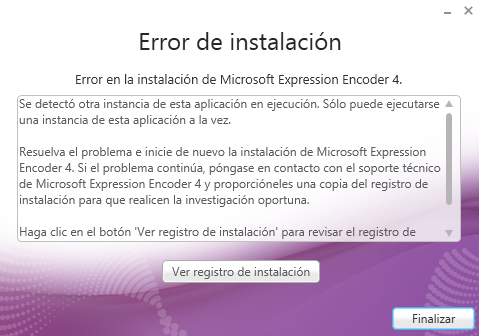 Error de instalación
Error en la instalación de Microsoft Expression Encoder 4.
Se detectó otra instancia de esta aplicación en ejecución. Sólo puede ejecutarse
una instancia de esta aplicación a la vez.
Resuelva el problema e inicie de nuevo la instalación de Microsoft Expression
Encoder 4. Si el problema continúa, póngase en contacto con el soporte técnico
de Microsoft Expression Encoder 4 y proporcióneles una copia del registro de
instalación para que realicen la investigación oportuna.
Haga clic en el botón 'Ver registro de instalación' para revisar el registro de
Ver registro de instalación
Finalizar